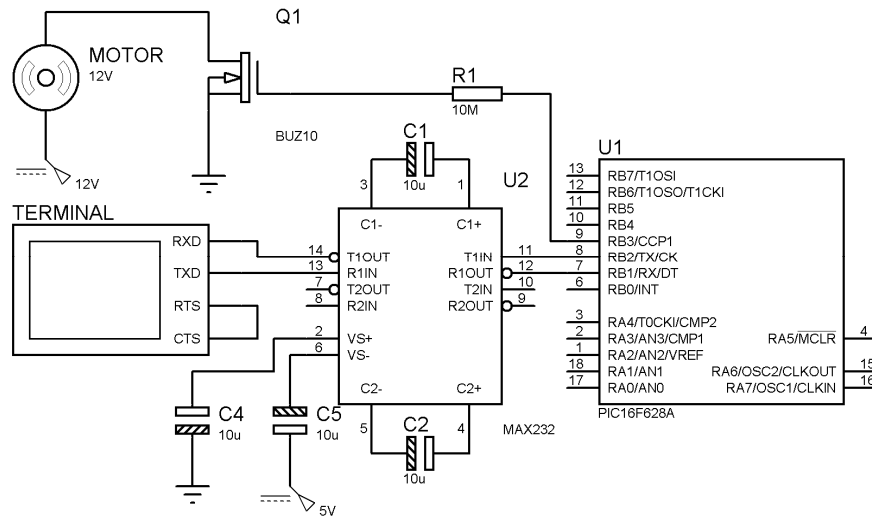 Q1
MOTOR
12V
R1
10M
BUZ10
12V
C1
10u
U1
U2
3
1
C1-
C1+
TERMINAL
RXD
TXD
RTS
CTS
14
13
7
8
2
6
T1OUT
R1IN
T2OUT
R2IN
VS+
VS-
T1IN
R1OUT
T2IN
R2OUT
11
12
10
9
C2-
C2+
5
4
MAX232
C2
10u
C4
10u
C5
10u
5V
13
12
11
10
9
8
7
6
3
2
1
18
17
RB7/T1OSI
RB6/T1OSO/T1CKI
RB5
RB4
RB3/CCP1
RB2/TX/CK
RB1/RX/DT
RB0/INT
RA4/T0CKI/CMP2
RA3/AN3/CMP1
RA2/AN2/VREF
RA1/AN1
RA0/AN0
RA5/MCLR
RA6/OSC2/CLKOUT
RA7/OSC1/CLKIN
4
15
16
PIC16F628A